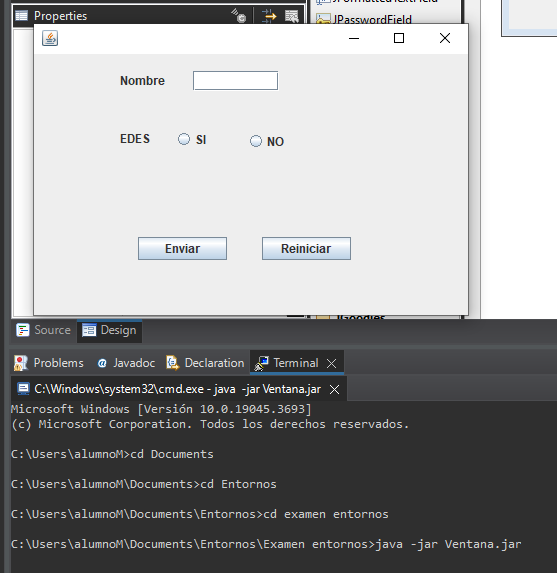 Properties
JPasswordField
Nombre
EDES SI NO
Enviar Reiniciar
Source Design
Problems @ Javadoc Declaration Terminal
C:\Windows\system32\cmd.exe - java -jar Ventana.jar
Microsoft Windows [Versión 10.0.19045.3693]
(c) Microsoft Corporation. Todos los derechos reservados.
C:\Users\alumnoM>cd Documents
C:\Users\alumnoM\Documents>cd Entornos
C:\Users\alumnoM\Documents\Entornos>cd examen entornos
C:\Users\alumnoM\Documents\Entornos\Examen entornos>java -jar Ventana.jar